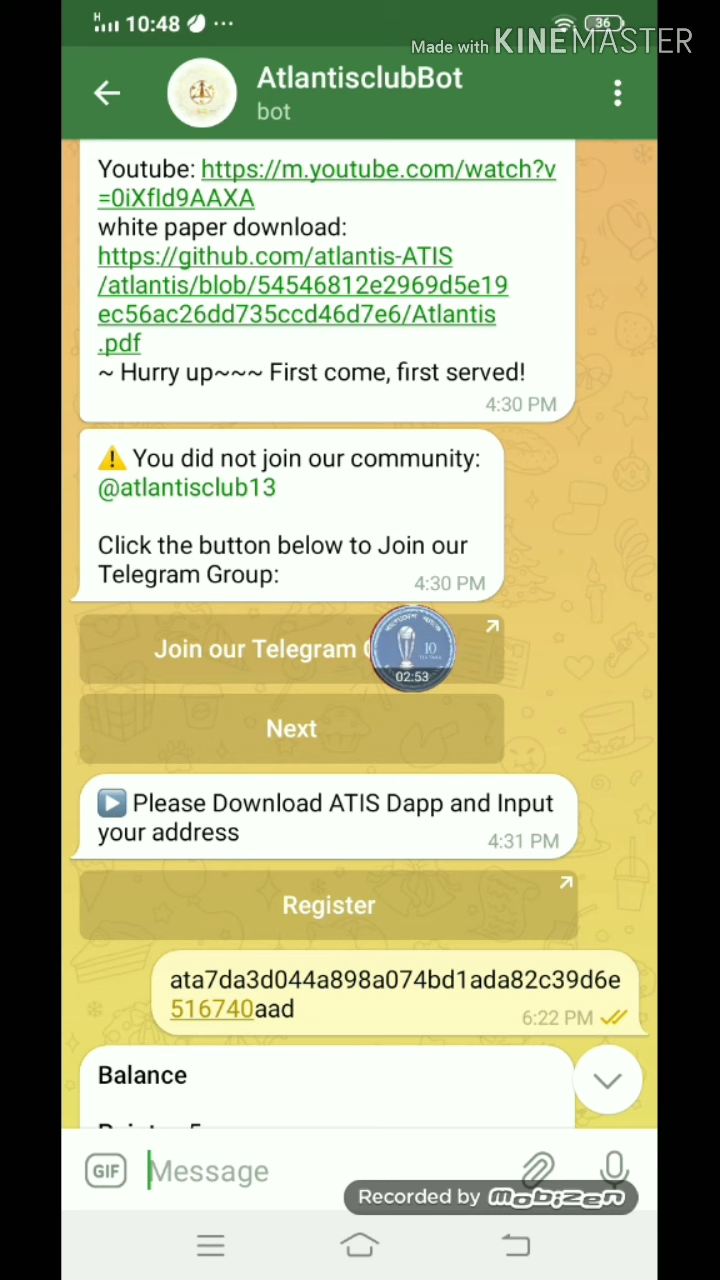 H
10:48
36
Made with KINEMASTER
AtlantisclubBot
bot
Youtube: https://m.youtube.com/watch?v
=0iXfId9AAXA
white paper download:
https://github.com/atlantis-ATIS
/atlantis/blob/54546812e2969d5e19
ec56ac26dd735ccd46d7e6/Atlantis
.pdf
~ Hurry up~~~ First come, first served!
4:30 PM
⚠️ You did not join our community:
@atlantisclub13
Click the button below to Join our
Telegram Group:
4:30 PM
Join our Telegram
10
02:53
Next
Please Download ATIS Dapp and Input
your address
4:31 PM
Register
ata7da3d044a898a074bd1ada82c39d6e
516740aad
6:22 PM
Balance
GIF
Message
Recorded by mobizen